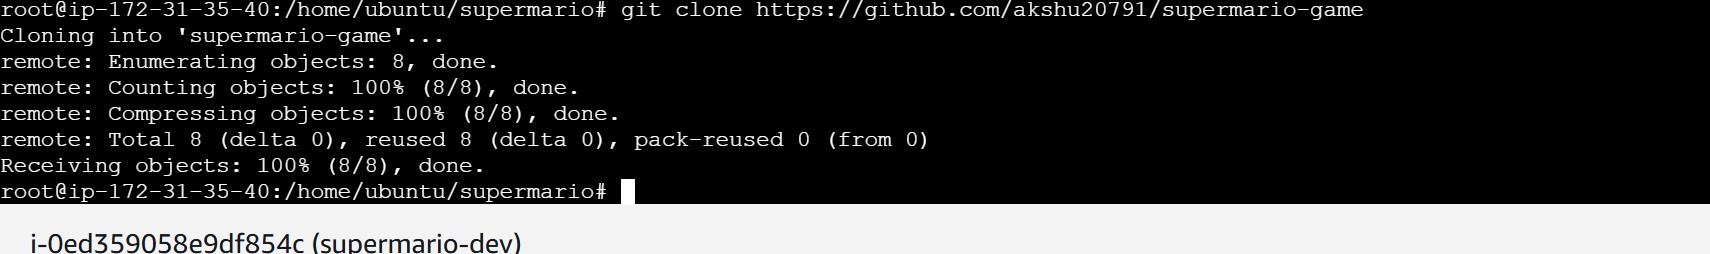 root@ip-172-31-35-40:/home/ubuntu/supermario# git clone https://github.com/akshu20791/supermario-game
Cloning into 'supermario-game'...
remote: Enumerating objects: 8, done.
remote: Counting objects: 100% (8/8), done.
remote: Compressing objects: 100% (8/8), done.
remote: Total 8 (delta 0), reused 8 (delta 0), pack-reused 0 (from 0)
Receiving objects: 100% (8/8), done.
root@ip-172-31-35-40:/home/ubuntu/supermario#
i-0ed359058e9df854c (supermario-dev)